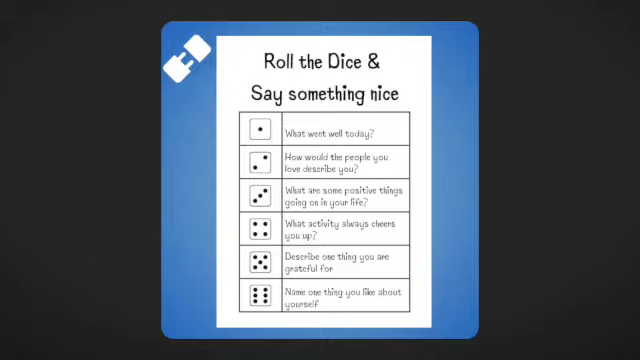 Roll the Dice &
Say something nice
What went well today?
How would the people you
love describe you?
What are some positive things
going on in your life?
What activity always cheers
you up?
Describe one thing you are
grateful for
Name one thing you like about
yourself